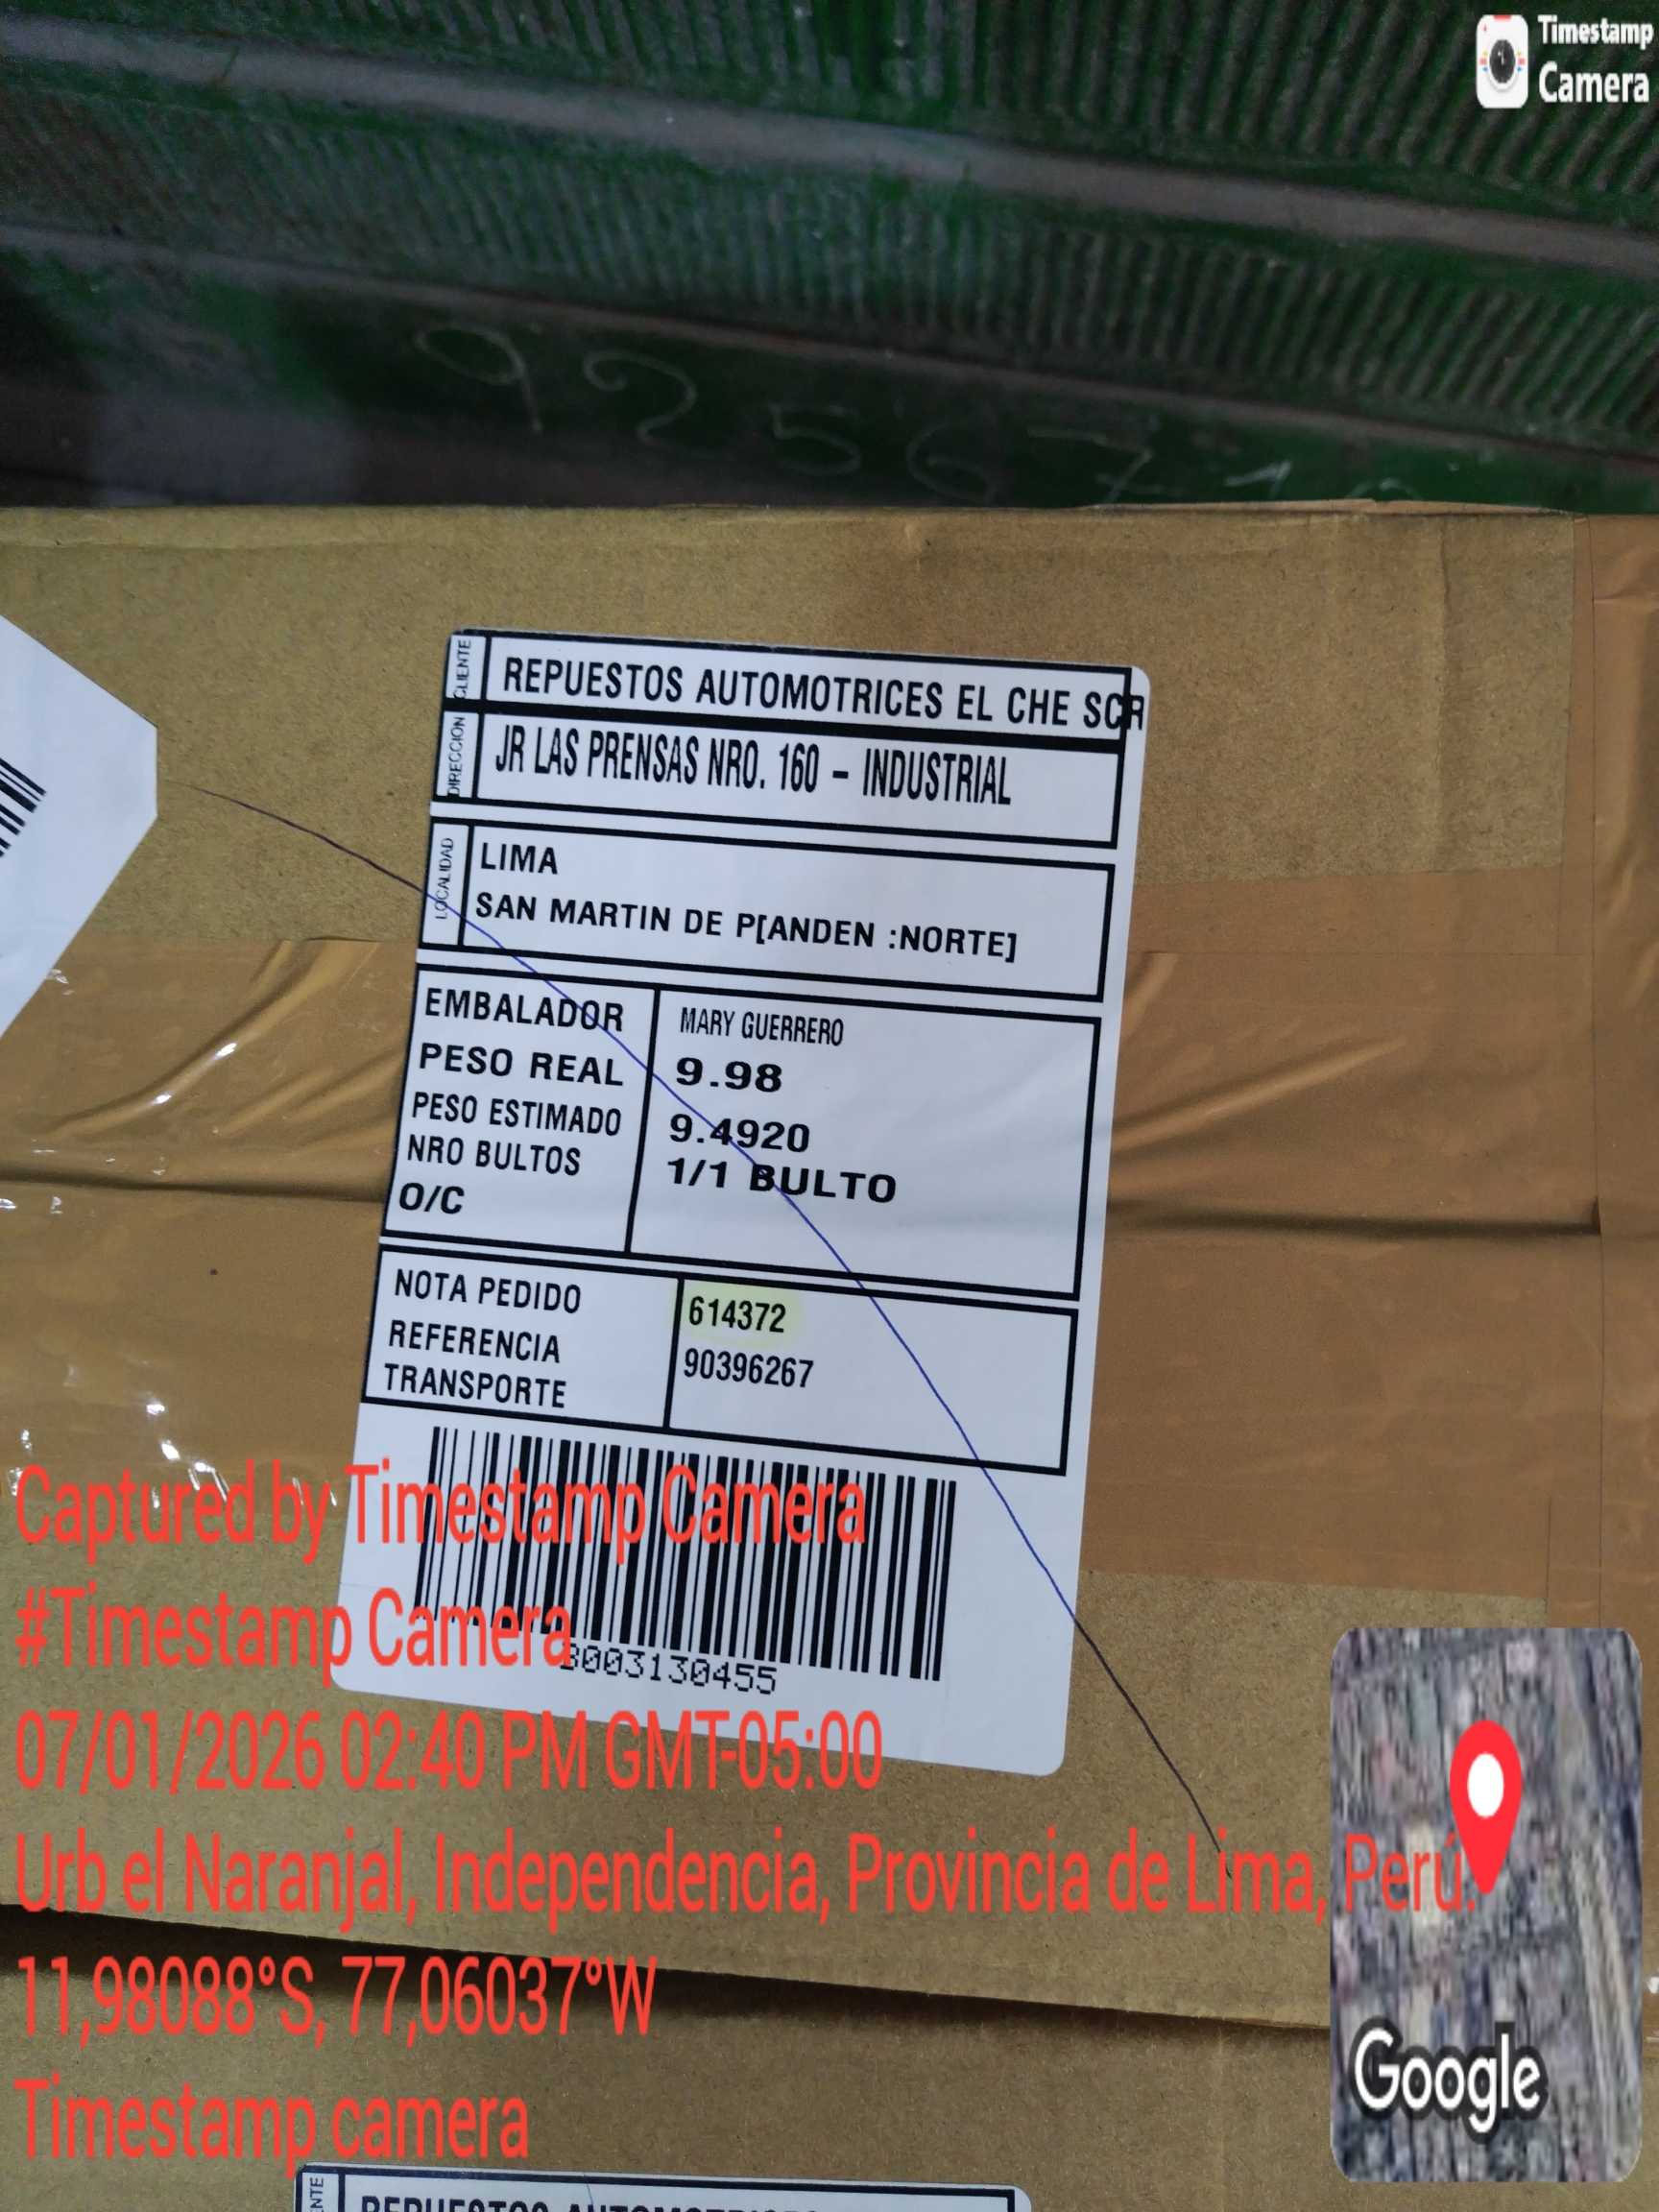 Timestamp
Camera
92567
CLIENTE
REPUESTOS AUTOMOTRICES EL CHE SCR
DIRECCION
JR LAS PRENSAS NRO. 160 - INDUSTRIAL
LOCALIDAD
LIMA
SAN MARTIN DE P[ANDEN :NORTE]
EMBALADOR MARY GUERRERO
PESO REAL 9.98
PESO ESTIMADO 9.4920
NRO BULTOS 1/1 BULTO
O/C
NOTA PEDIDO 614372
REFERENCIA 90396267
TRANSPORTE
Captured by Timestamp Camera
#Timestamp Camera
3003130455
07/01/2026 02:40 PM GMT-05:00
Urb el Naranjal, Independencia, Provincia de Lima, Perú.
11,98088°S, 77,06037°W
Timestamp camera
Google